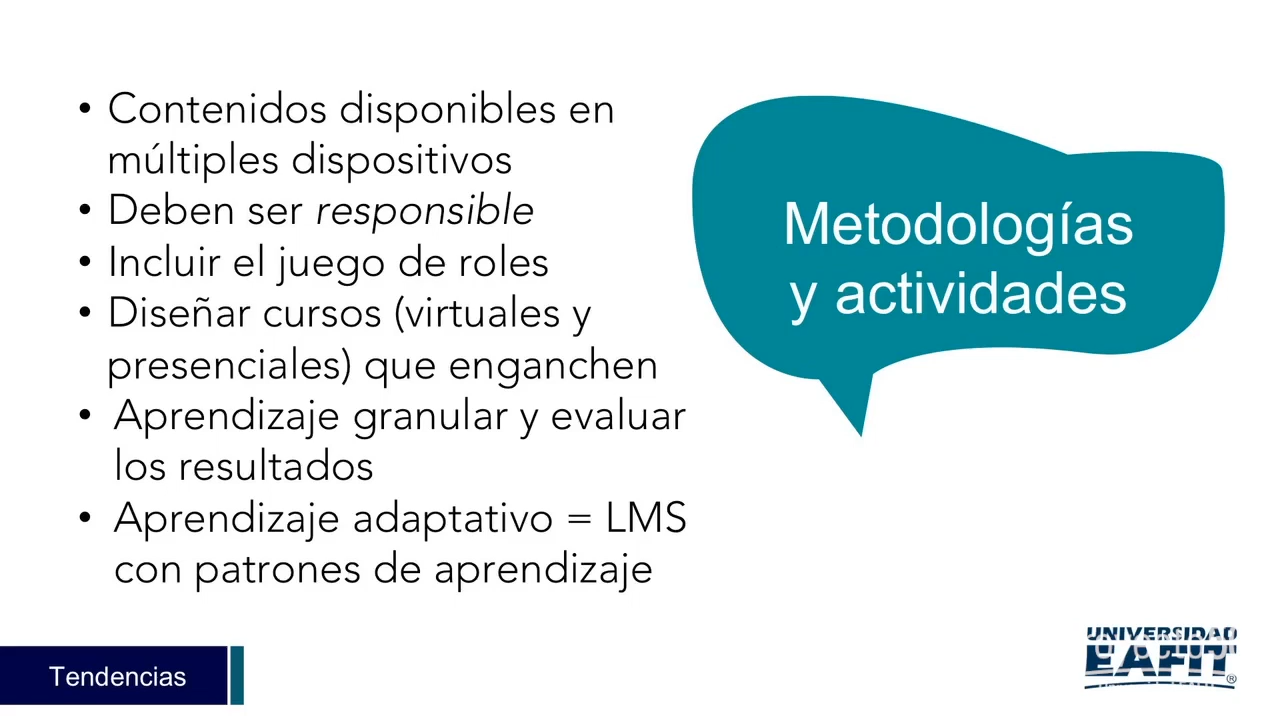 • Contenidos disponibles en
múltiples dispositivos
• Deben ser responsible
• Incluir el juego de roles
• Diseñar cursos (virtuales y
presenciales) que enganchen
• Aprendizaje granular y evaluar
los resultados
• Aprendizaje adaptativo = LMS
con patrones de aprendizaje
Metodologías
y actividades
Tendencias
UNIVERSIDAD
EAFIT®